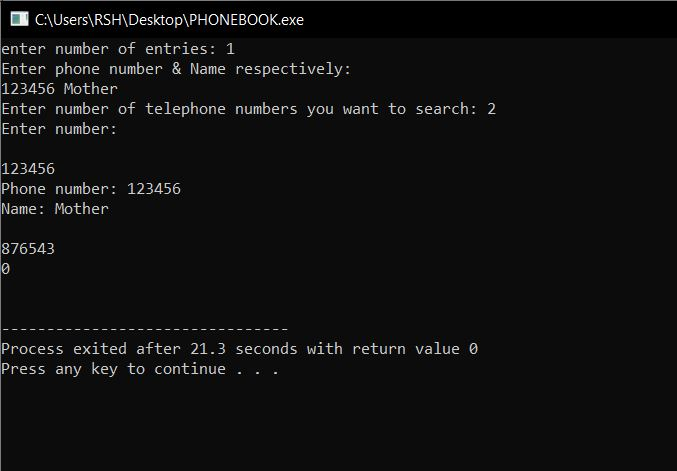 C:\Users\RSH\Desktop\PHONEBOOK.exe
enter number of entries: 1
Enter phone number & Name respectively:
123456 Mother
Enter number of telephone numbers you want to search: 2
Enter number:
123456
Phone number: 123456
Name: Mother
876543
0
--------------------------------
Process exited after 21.3 seconds with return value 0
Press any key to continue . . .